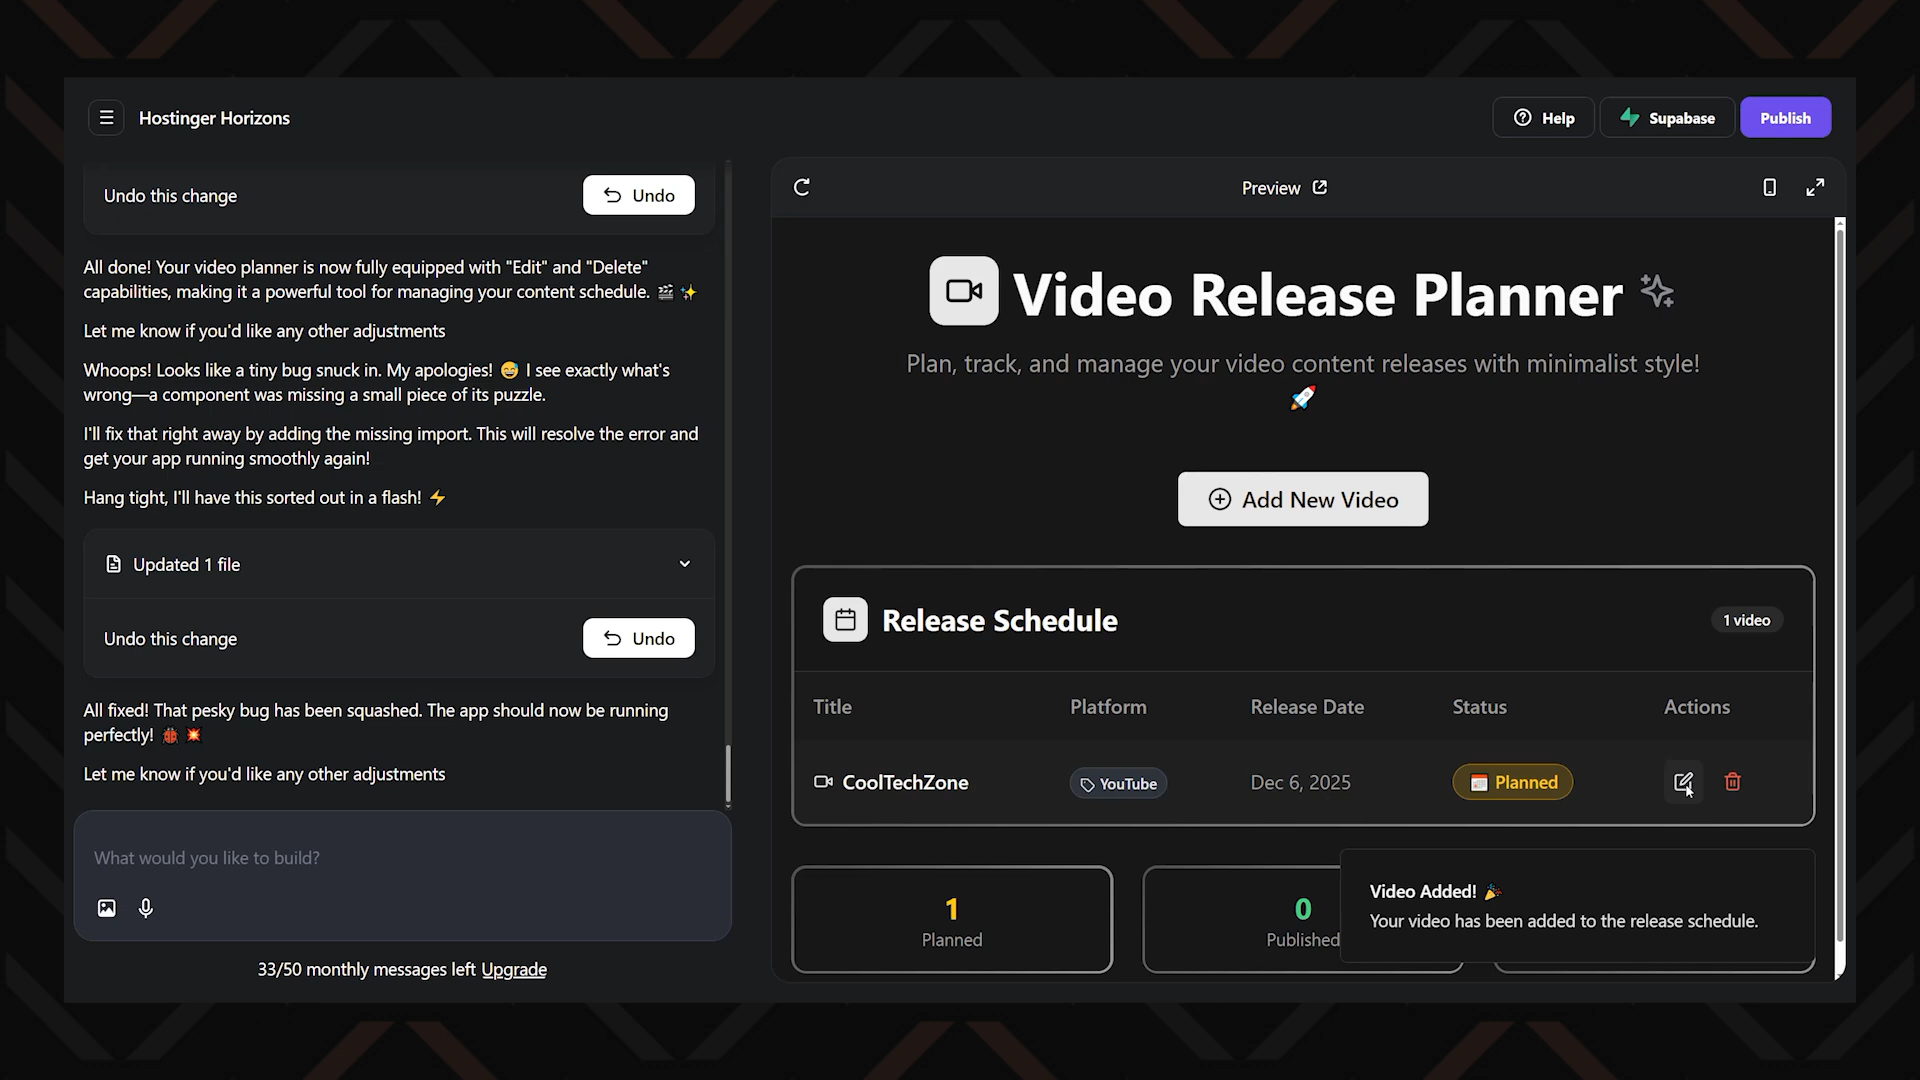 Hostinger Horizons
Help
Supabase
Publish
Undo this change
Undo
All done! Your video planner is now fully equipped with "Edit" and "Delete"
capabilities, making it a powerful tool for managing your content schedule. 🎬 ✨
Let me know if you'd like any other adjustments
Whoops! Looks like a tiny bug snuck in. My apologies! 😅 I see exactly what's
wrong—a component was missing a small piece of its puzzle.
I'll fix that right away by adding the missing import. This will resolve the error and
get your app running smoothly again!
Hang tight, I'll have this sorted out in a flash! ⚡
Updated 1 file
Undo this change
Undo
All fixed! That pesky bug has been squashed. The app should now be running
perfectly! 🐞 💥
Let me know if you'd like any other adjustments
What would you like to build?
33/50 monthly messages left Upgrade
Preview
Video Release Planner
Plan, track, and manage your video content releases with minimalist style!
🚀
Add New Video
Release Schedule
1 video
Title Platform Release Date Status Actions
CoolTechZone YouTube Dec 6, 2025 Planned
1
Planned
0
Published
Video Added! 🎉
Your video has been added to the release schedule.